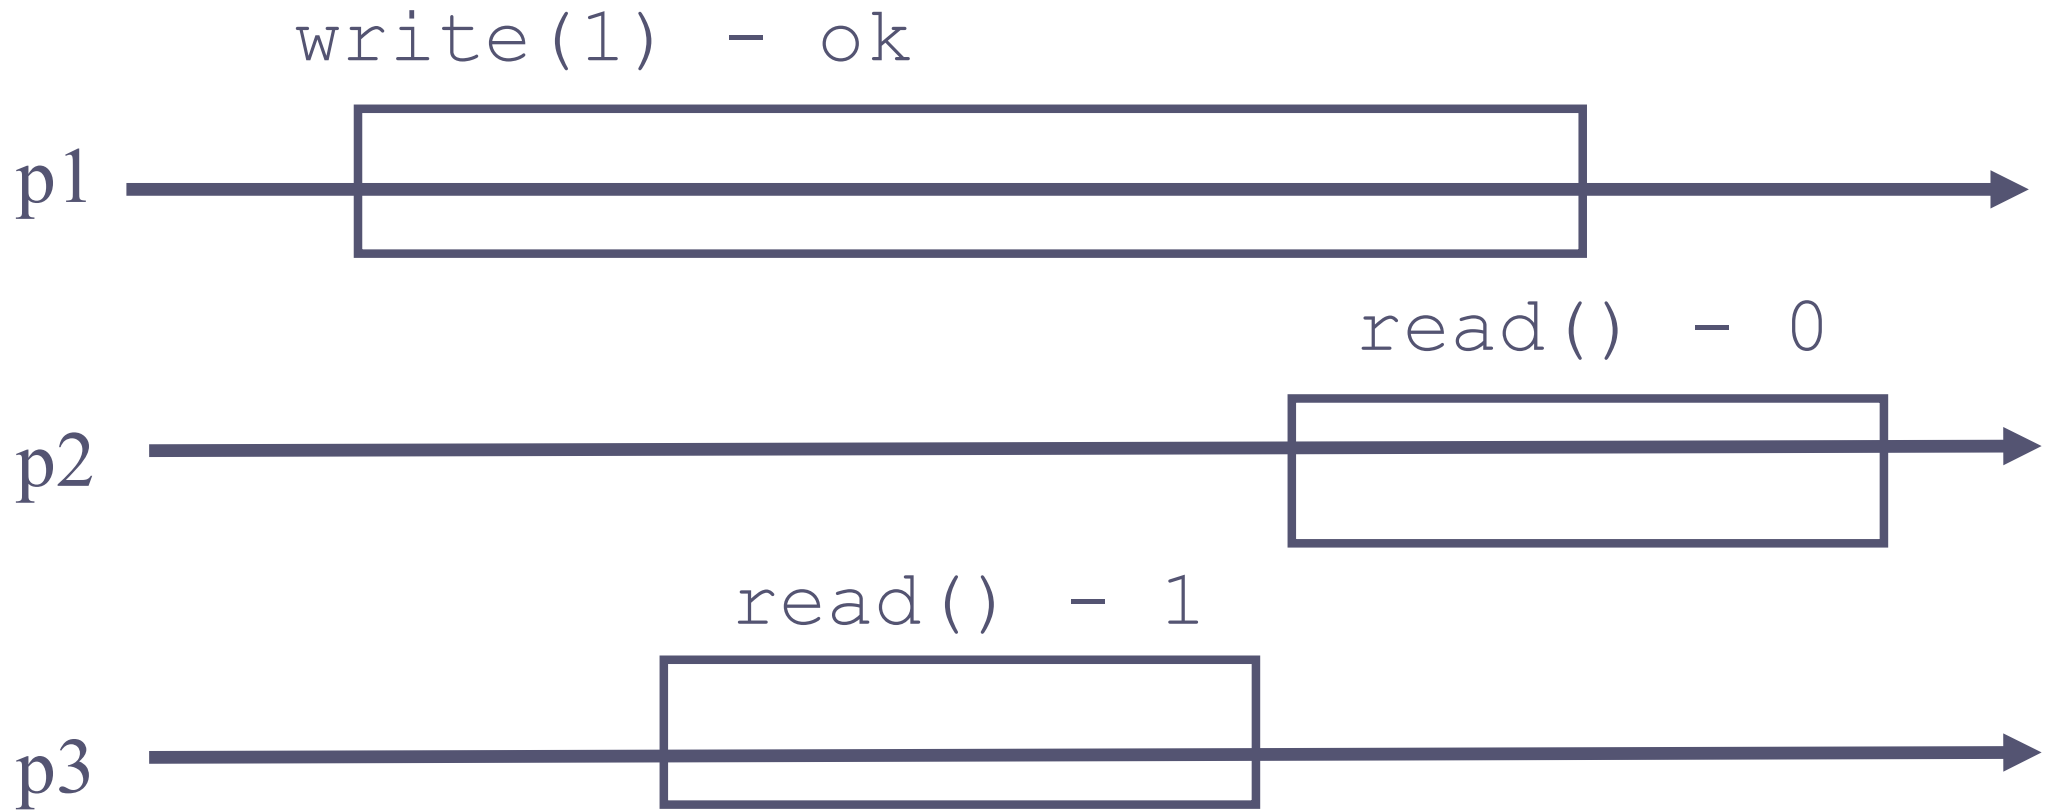 write(1) - ok
p1
read() - 0
p2
read() - 1
p3